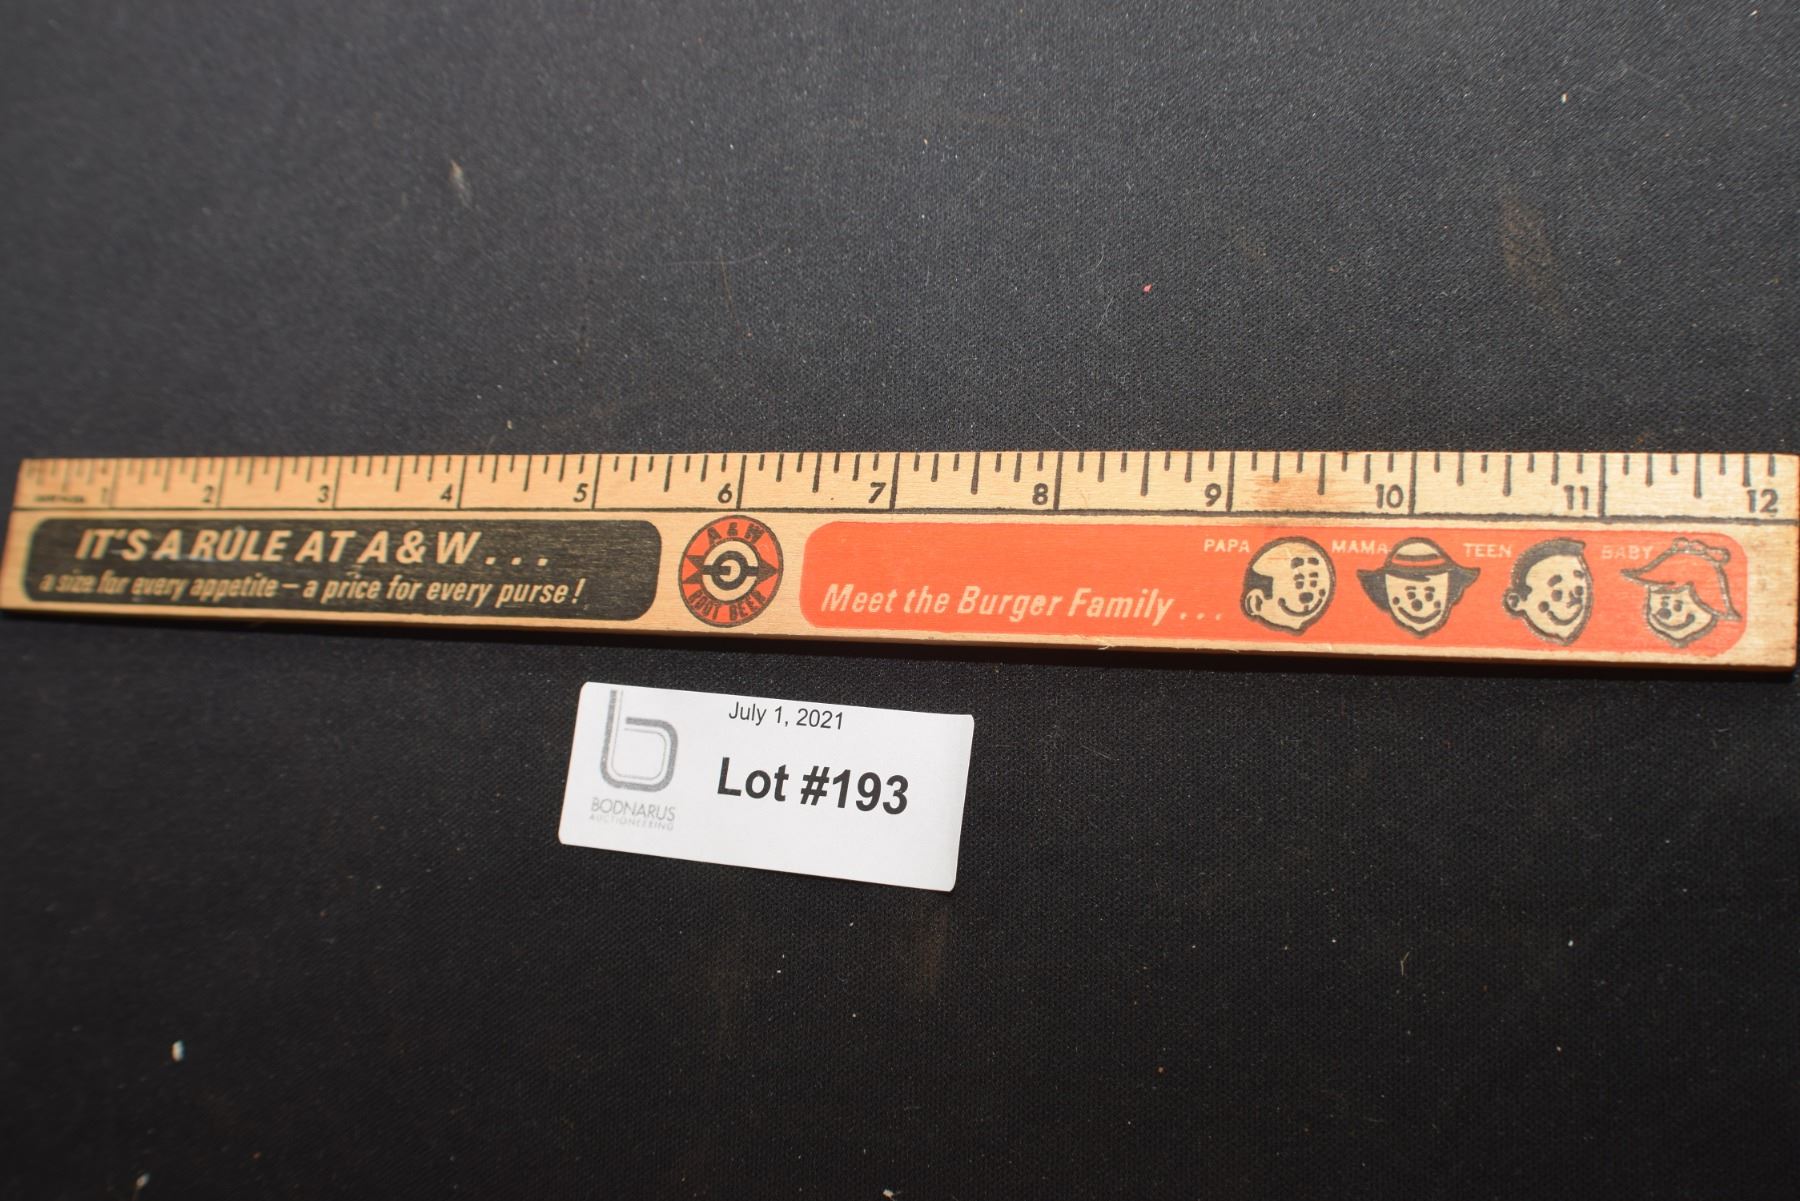 1 2 3 4 5 6 7 8 9 10 11 12
IT'S A RULE AT A & W . . .
a size for every appetite — a price for every purse!
A & W
ROOT BEER
Meet the Burger Family . . .
PAPA MAMA TEEN BABY
July 1, 2021
Lot #193
BODNARUS
AUCTIONEERING